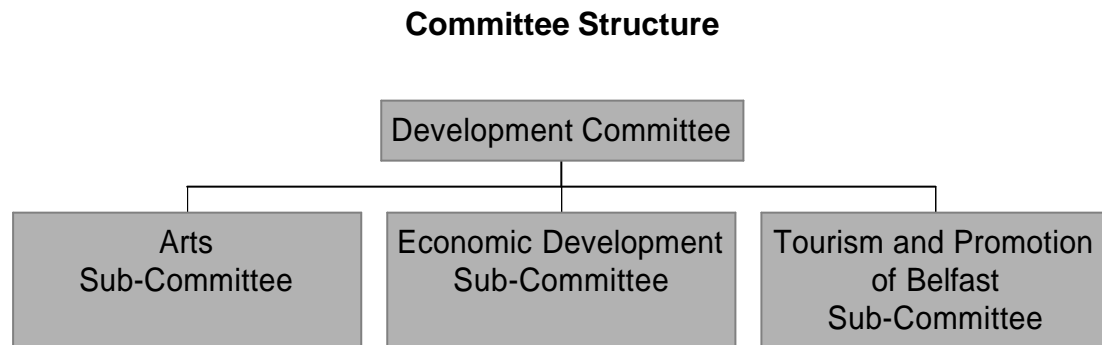 Committee Structure
Development Committee
Arts
Sub-Committee
Economic Development
Sub-Committee
Tourism and Promotion
of Belfast
Sub-Committee